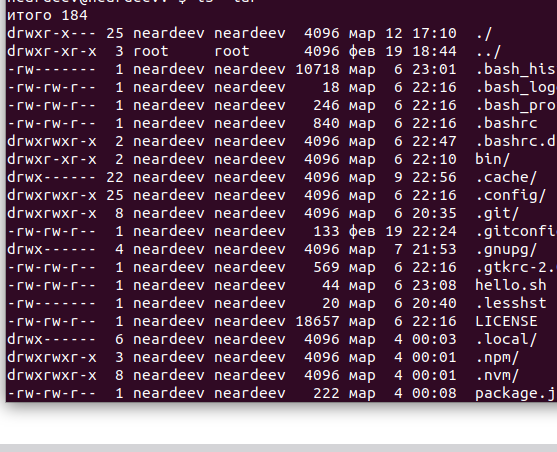 итого 184
drwxr-x--- 25 neardeev neardeev  4096 мар 12 17:10  ./
drwxr-xr-x  3 root     root      4096 фев 19 18:44  ../
-rw-------  1 neardeev neardeev 10718 мар  6 23:01  .bash_his
-rw-rw-r--  1 neardeev neardeev    18 мар  6 22:16  .bash_log
-rw-rw-r--  1 neardeev neardeev   246 мар  6 22:16  .bash_pro
-rw-rw-r--  1 neardeev neardeev   840 мар  6 22:16  .bashrc
drwxrwxr-x  2 neardeev neardeev  4096 мар  6 22:47  .bashrc.d
drwxr-xr-x  2 neardeev neardeev  4096 мар  6 22:10  bin/
drwx------ 22 neardeev neardeev  4096 мар  9 22:56  .cache/
drwxrwxr-x 25 neardeev neardeev  4096 мар  6 22:16  .config/
drwxrwxr-x  8 neardeev neardeev  4096 мар  6 20:35  .git/
-rw-rw-r--  1 neardeev neardeev   133 фев 19 22:24  .gitconfi
drwx------  4 neardeev neardeev  4096 мар  7 21:53  .gnupg/
-rw-rw-r--  1 neardeev neardeev   569 мар  6 22:16  .gtkrc-2.
-rw-rw-r--  1 neardeev neardeev    44 мар  6 23:08  hello.sh
-rw-------  1 neardeev neardeev    20 мар  6 20:40  .lesshst
-rw-rw-r--  1 neardeev neardeev 18657 мар  6 22:16  LICENSE
drwx------  6 neardeev neardeev  4096 мар  4 00:03  .local/
drwxrwxr-x  3 neardeev neardeev  4096 мар  4 00:01  .npm/
drwxrwxr-x  8 neardeev neardeev  4096 мар  4 00:01  .nvm/
-rw-rw-r--  1 neardeev neardeev   222 мар  4 00:08  package.j